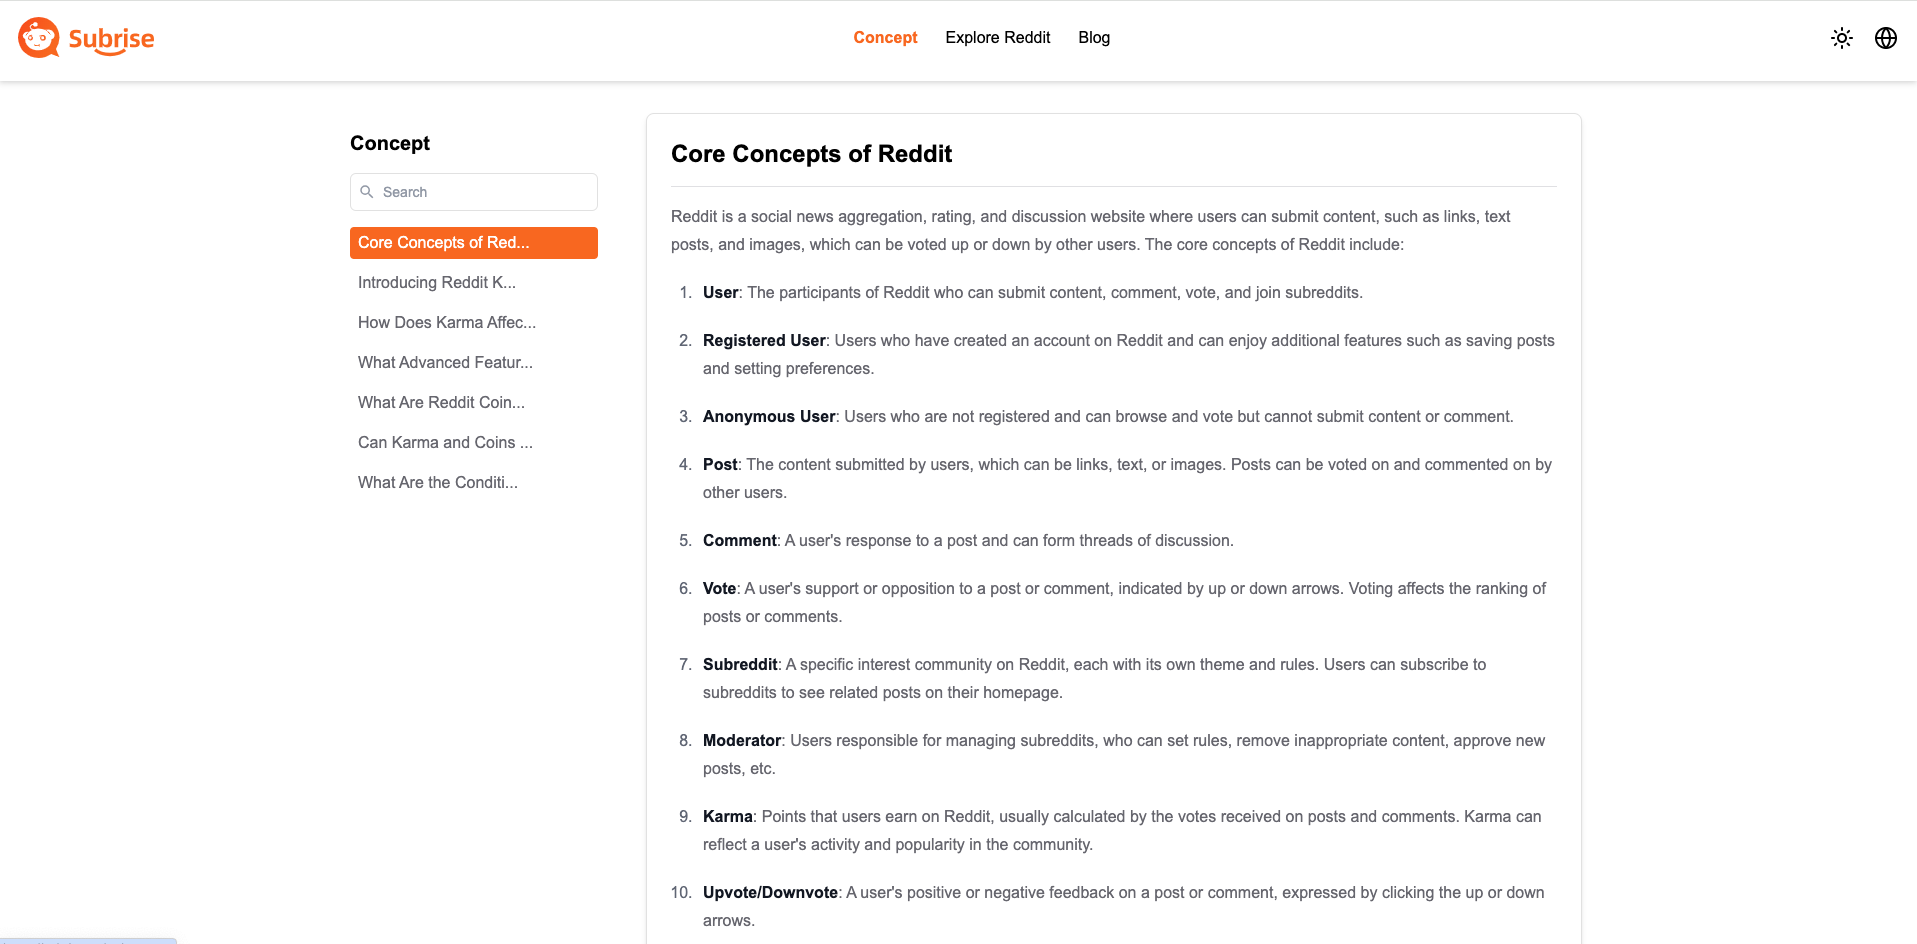 Subrise
Concept
Explore Reddit
Blog
Concept
Search
Core Concepts of Red...
Introducing Reddit K...
How Does Karma Affec...
What Advanced Featur...
What Are Reddit Coin...
Can Karma and Coins ...
What Are the Conditi...
Core Concepts of Reddit
Reddit is a social news aggregation, rating, and discussion website where users can submit content, such as links, text
posts, and images, which can be voted up or down by other users. The core concepts of Reddit include:
1. User: The participants of Reddit who can submit content, comment, vote, and join subreddits.
2. Registered User: Users who have created an account on Reddit and can enjoy additional features such as saving posts
and setting preferences.
3. Anonymous User: Users who are not registered and can browse and vote but cannot submit content or comment.
4. Post: The content submitted by users, which can be links, text, or images. Posts can be voted on and commented on by
other users.
5. Comment: A user's response to a post and can form threads of discussion.
6. Vote: A user's support or opposition to a post or comment, indicated by up or down arrows. Voting affects the ranking of
posts or comments.
7. Subreddit: A specific interest community on Reddit, each with its own theme and rules. Users can subscribe to
subreddits to see related posts on their homepage.
8. Moderator: Users responsible for managing subreddits, who can set rules, remove inappropriate content, approve new
posts, etc.
9. Karma: Points that users earn on Reddit, usually calculated by the votes received on posts and comments. Karma can
reflect a user's activity and popularity in the community.
10. Upvote/Downvote: A user's positive or negative feedback on a post or comment, expressed by clicking the up or down
arrows.